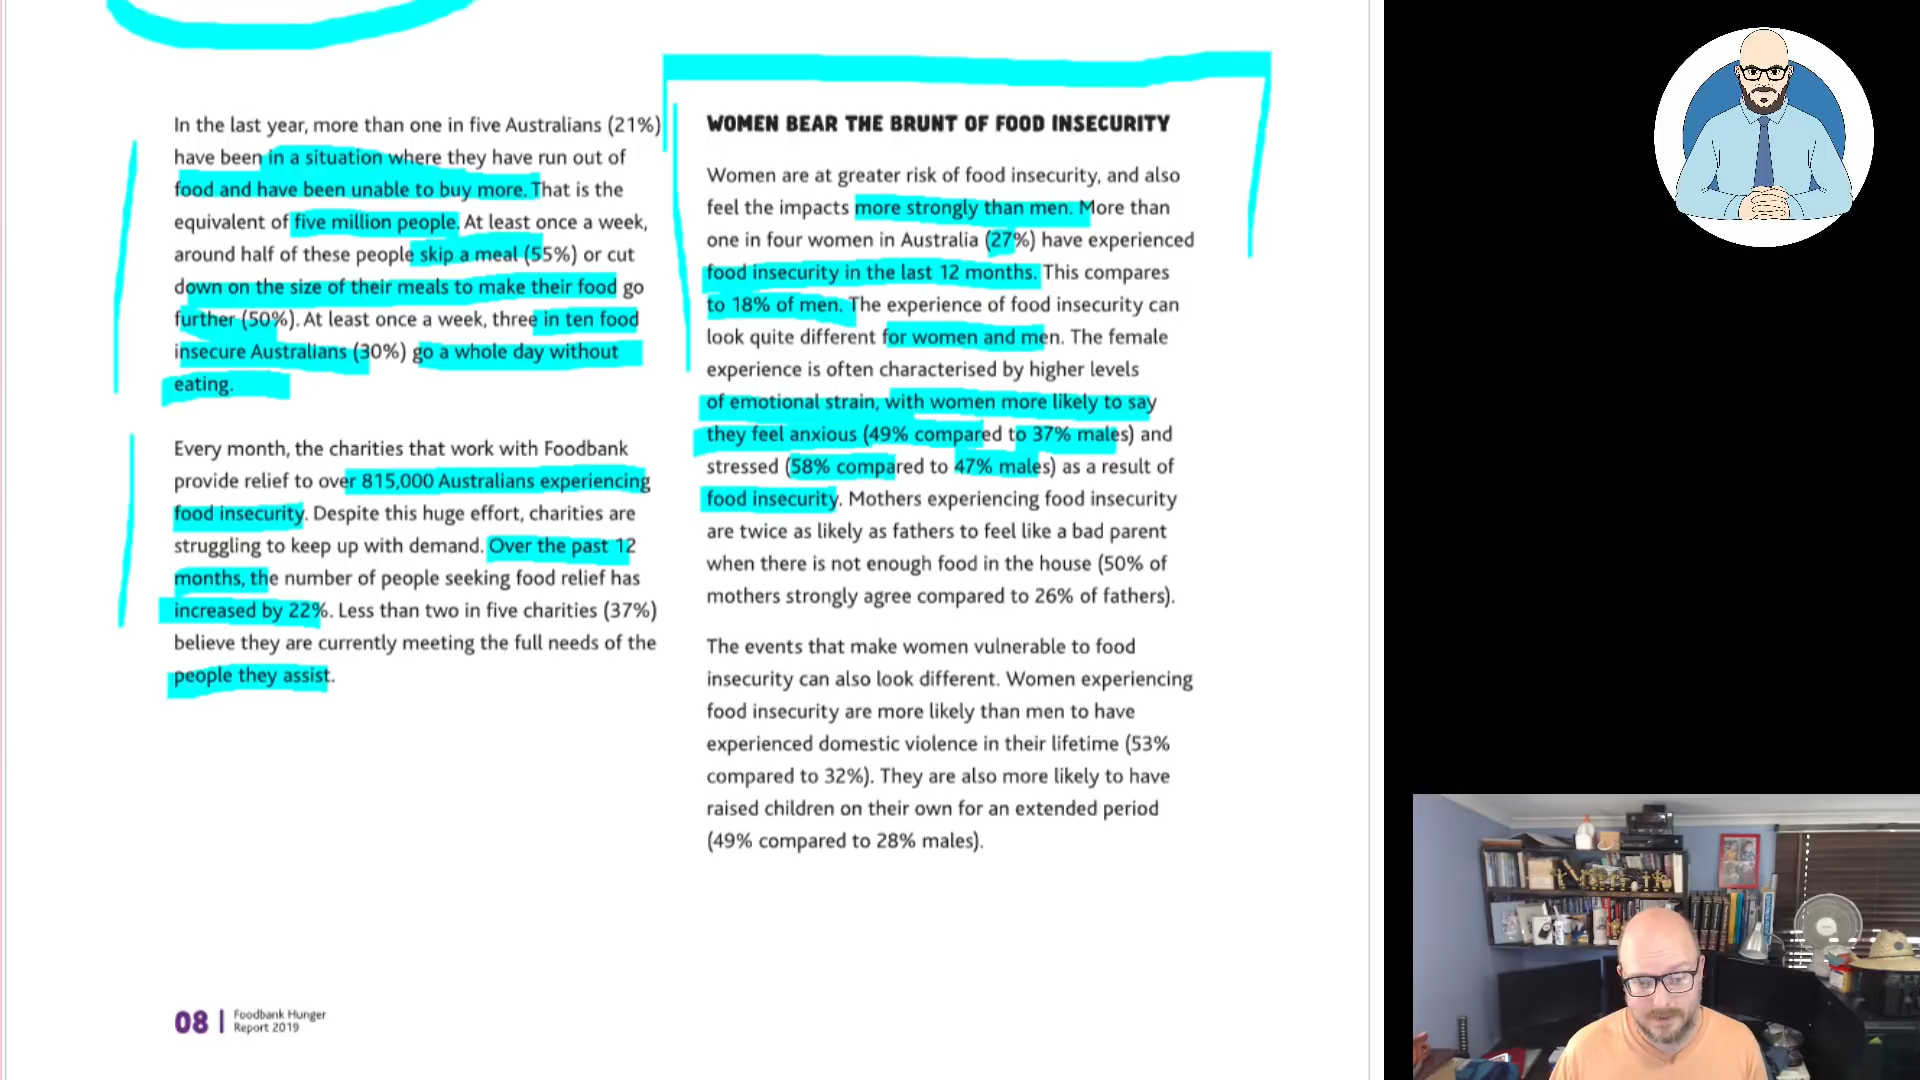 In the last year, more than one in five Australians (21%)
have been in a situation where they have run out of
food and have been unable to buy more. That is the
equivalent of five million people. At least once a week,
around half of these people skip a meal (55%) or cut
down on the size of their meals to make their food go
further (50%). At least once a week, three in ten food
insecure Australians (30%) go a whole day without
eating.
Every month, the charities that work with Foodbank
provide relief to over 815,000 Australians experiencing
food insecurity. Despite this huge effort, charities are
struggling to keep up with demand. Over the past 12
months, the number of people seeking food relief has
increased by 22%. Less than two in five charities (37%)
believe they are currently meeting the full needs of the
people they assist.
WOMEN BEAR THE BRUNT OF FOOD INSECURITY
Women are at greater risk of food insecurity, and also
feel the impacts more strongly than men. More than
one in four women in Australia (27%) have experienced
food insecurity in the last 12 months. This compares
to 18% of men. The experience of food insecurity can
look quite different for women and men. The female
experience is often characterised by higher levels
of emotional strain, with women more likely to say
they feel anxious (49% compared to 37% males) and
stressed (58% compared to 47% males) as a result of
food insecurity. Mothers experiencing food insecurity
are twice as likely as fathers to feel like a bad parent
when there is not enough food in the house (50% of
mothers strongly agree compared to 26% of fathers).
The events that make women vulnerable to food
insecurity can also look different. Women experiencing
food insecurity are more likely than men to have
experienced domestic violence in their lifetime (53%
compared to 32%). They are also more likely to have
raised children on their own for an extended period
(49% compared to 28% males).
08
Foodbank Hunger
Report 2019